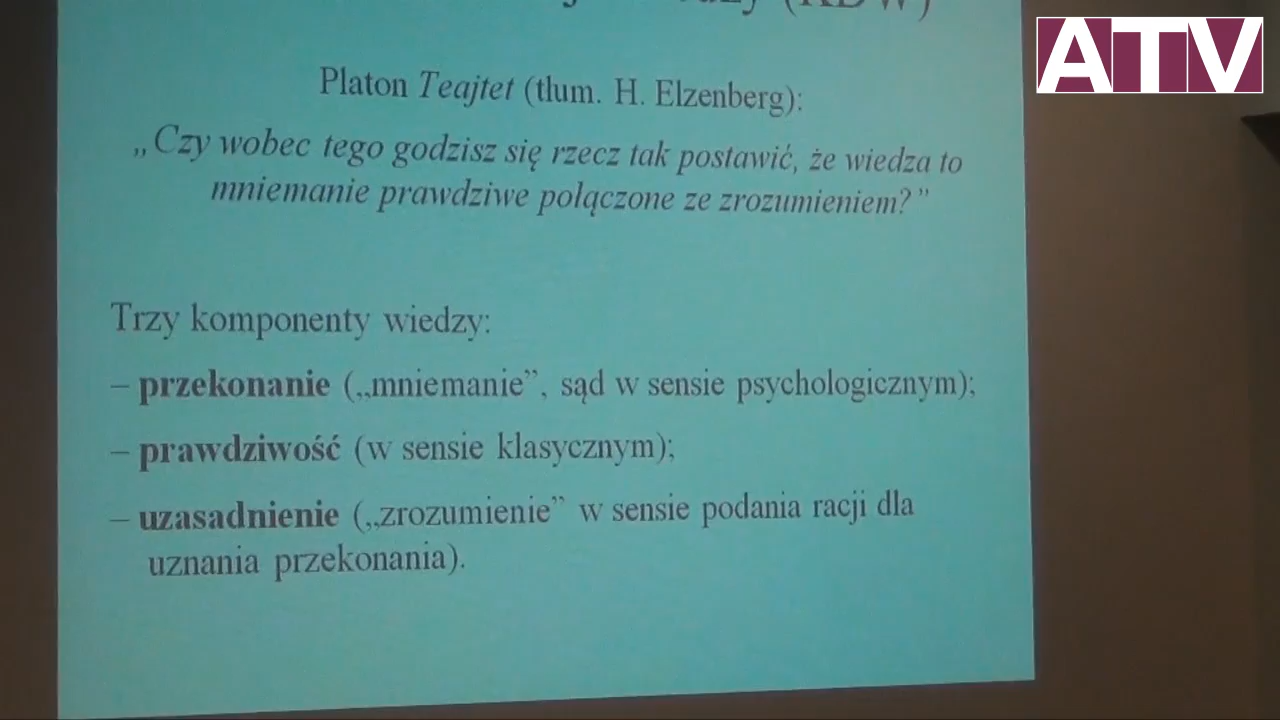 ATV
Platon Teajtet (tłum. H. Elzenberg):
„Czy wobec tego godzisz się rzecz tak postawić, że wiedza to
mniemanie prawdziwe połączone ze zrozumieniem?”
Trzy komponenty wiedzy:
– przekonanie („mniemanie”, sąd w sensie psychologicznym);
– prawdziwość (w sensie klasycznym);
– uzasadnienie („zrozumienie” w sensie podania racji dla
uznania przekonania).